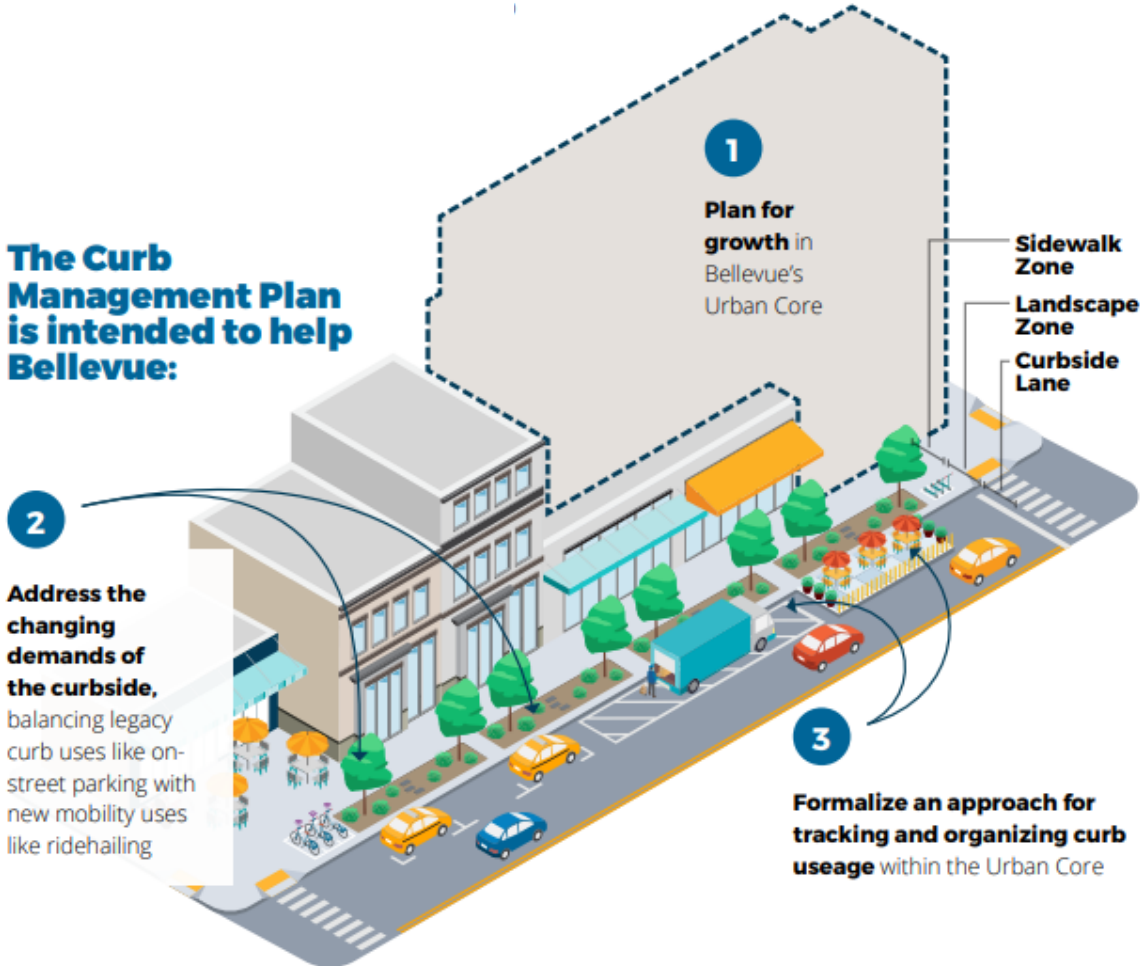 The Curb
Management Plan
is intended to help
Bellevue:
1
Plan for
growth in
Bellevue's
Urban Core
Sidewalk
Zone
Landscape
Zone
Curbside
Lane
2
Address the
changing
demands of
the curbside,
balancing legacy
curb uses like on-
street parking with
new mobility uses
like ridehailing
3
Formalize an approach for
tracking and organizing curb
useage within the Urban Core